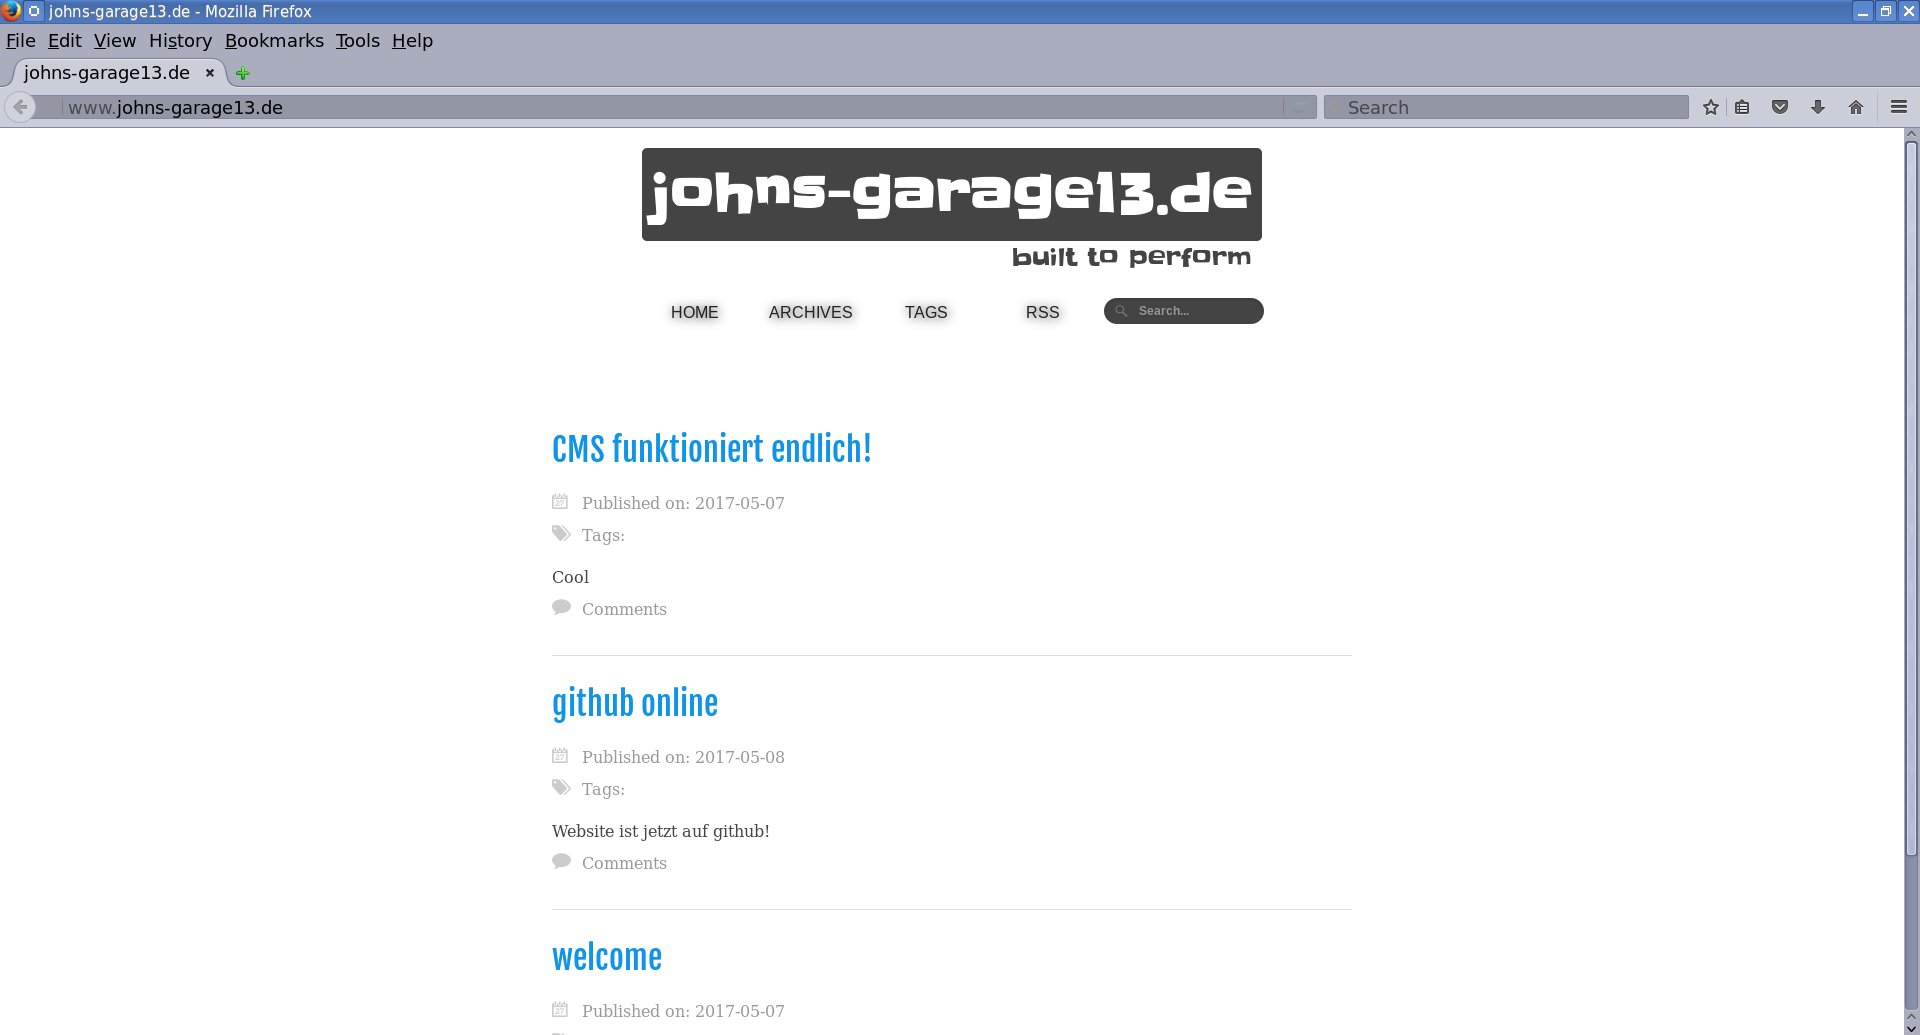 johns-garage13.de - Mozilla Firefox
File Edit View History Bookmarks Tools Help
johns-garage13.de
www.johns-garage13.de Search
johns-garage13.de
built to perform
HOME ARCHIVES TAGS RSS Search...
CMS funktioniert endlich!
Published on: 2017-05-07
Tags:
Cool
Comments
github online
Published on: 2017-05-08
Tags:
Website ist jetzt auf github!
Comments
welcome
Published on: 2017-05-07